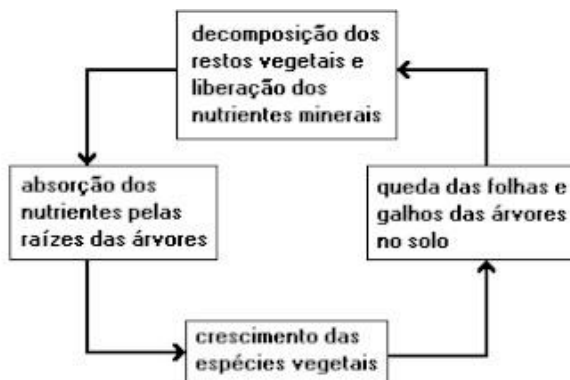 decomposição dos
restos vegetais e
liberação dos
nutrientes minerais
absorção dos
nutrientes pelas
raízes das árvores
queda das folhas e
galhos das árvores
no solo
crescimento das
espécies vegetais